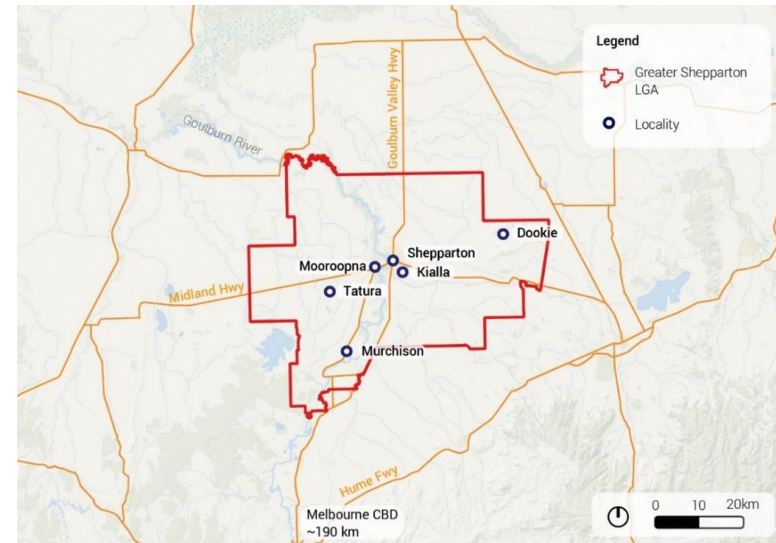 Legend
Greater Shepparton
LGA
Locality
Goulburn Valley Hwy
Goulburn River
Dookie
Shepparton
Mooroopna
Kialla
Midland Hwy
Tatura
Murchison
Hume Fwy
Melbourne CBD
~190 km
0 10 20km